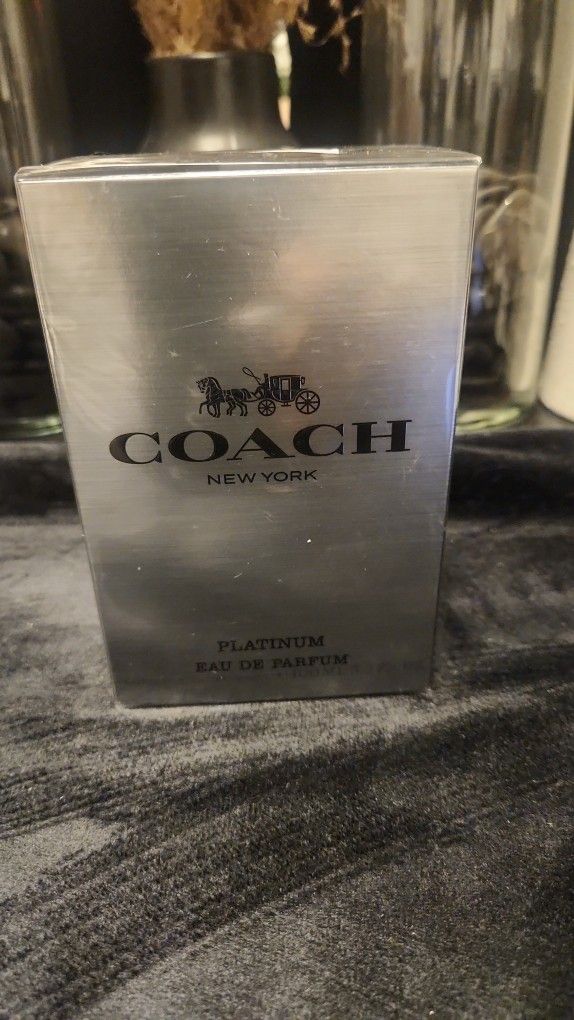 COACH
NEW YORK
PLATINUM
EAU DE PARFUM